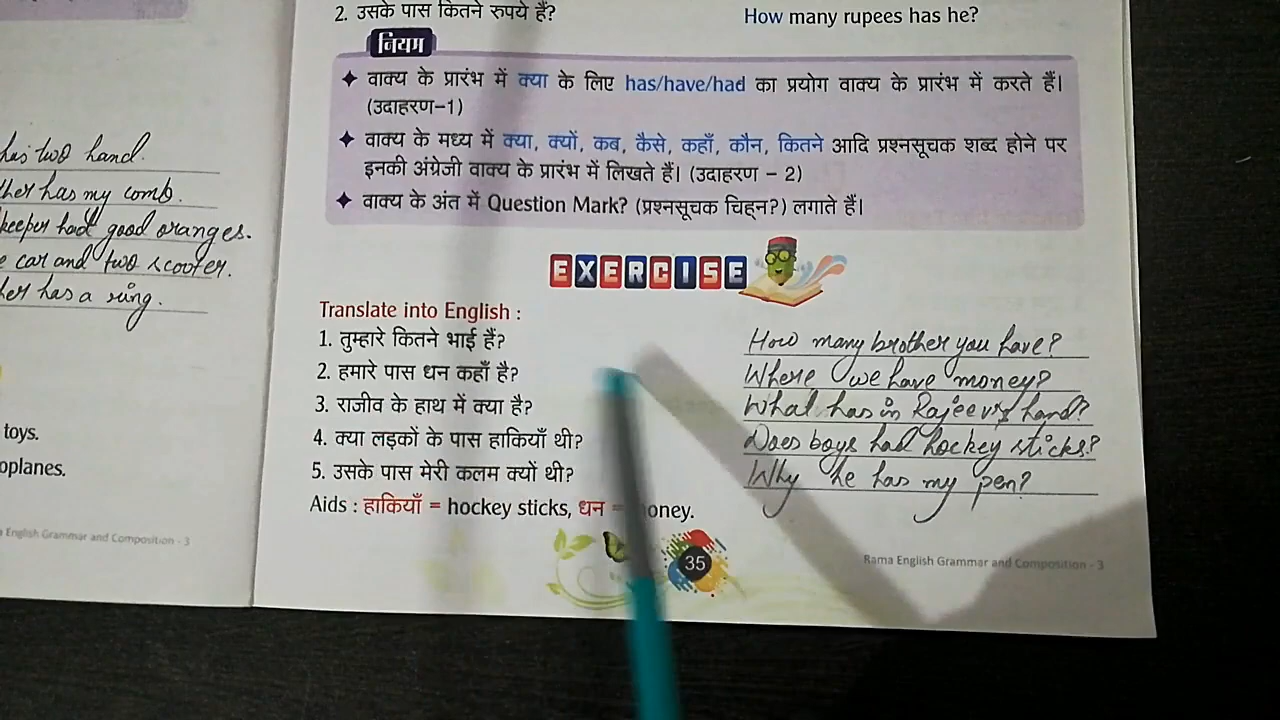 2. उसके पास कितने रुपये हैं?
How many rupees has he?
नियम
वाक्य के प्रारंभ में क्या के लिए has/have/had का प्रयोग वाक्य के प्रारंभ में करते हैं।
(उदाहरण-1)
वाक्य के मध्य में क्या, क्यों, कब, कैसे, कहाँ, कौन, कितने आदि प्रश्नसूचक शब्द होने पर
इनकी अंग्रेजी वाक्य के प्रारंभ में लिखते हैं। (उदाहरण - 2)
वाक्य के अंत में Question Mark? (प्रश्नसूचक चिह्न?) लगाते हैं।
has two hand.
ther has my comb.
keeper had good oranges.
e car and two scooter.
her has a ring.
toys.
oplanes.
English Grammar and Composition - 3
EXERCISE
Translate into English :
1. तुम्हारे कितने भाई हैं?
How many brother you have?
2. हमारे पास धन कहाँ है?
Where we have money?
3. राजीव के हाथ में क्या है?
What has in Rajeev's hand?
4. क्या लड़कों के पास हाकियाँ थी?
Does boys had hockey sticks?
5. उसके पास मेरी कलम क्यों थी?
Why he has my pen?
Aids : हाकियाँ = hockey sticks, धन = oney.
35
Rama English Grammar and Composition - 3